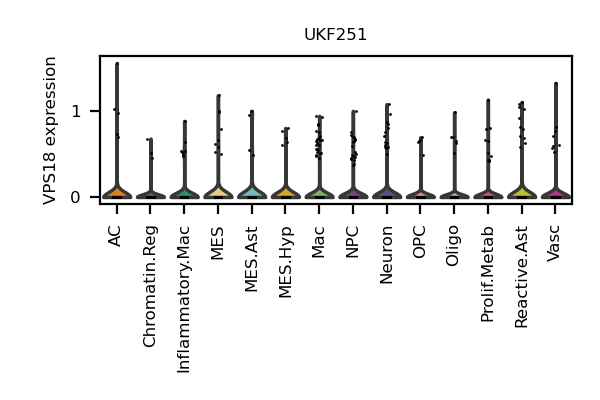 UKF251
VPS18 expression
1
0
AC
Chromatin.Reg
Inflammatory.Mac
MES
MES.Ast
MES.Hyp
Mac
NPC
Neuron
OPC
Oligo
Prolif.Metab
Reactive.Ast
Vasc